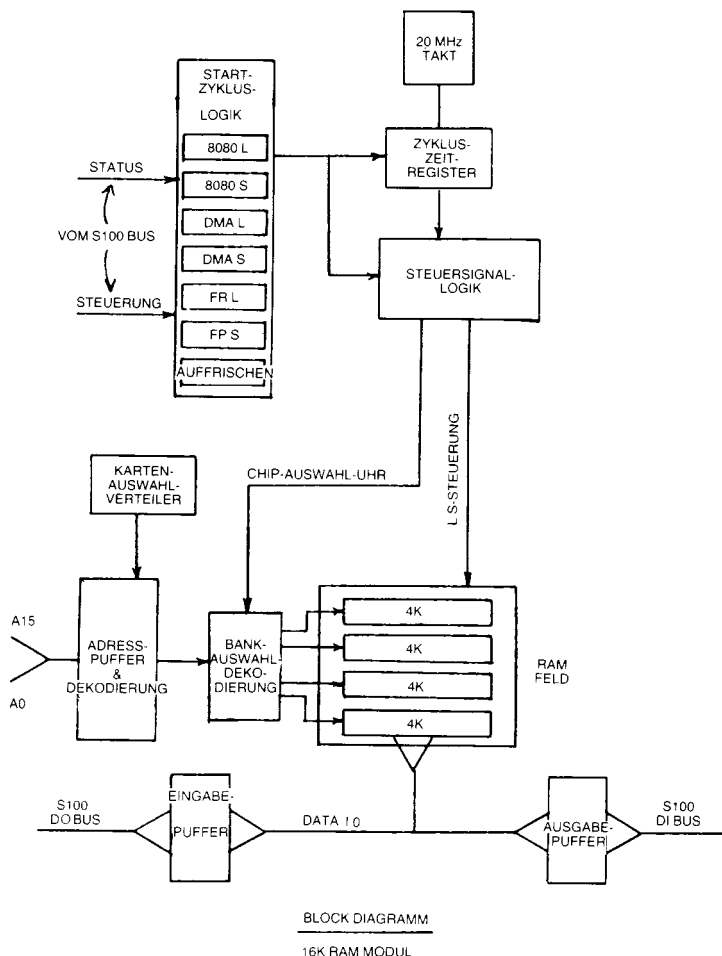 20 MHz
TAKT
START-
ZYKLUS-
LOGIK
8080 L
8080 S
DMA L
DMA S
FR L
FP S
AUFFRISCHEN
STATUS
VOM S100 BUS
STEUERUNG
ZYKLUS-
ZEIT-
REGISTER
STEUERSIGNAL-
LOGIK
KARTEN-
AUSWAHL-
VERTEILER
CHIP-AUSWAHL-UHR
L S-STEUERUNG
A15
A0
ADRESS-
PUFFER
&
DEKODIERUNG
BANK-
AUSWAHL-
DEKO-
DIERUNG
4K
4K
4K
4K
RAM
FELD
S100
DO BUS
EINGABE-
PUFFER
DATA I 0
AUSGABE-
PUFFER
S100
DI BUS
BLOCK DIAGRAMM
16K RAM MODUL